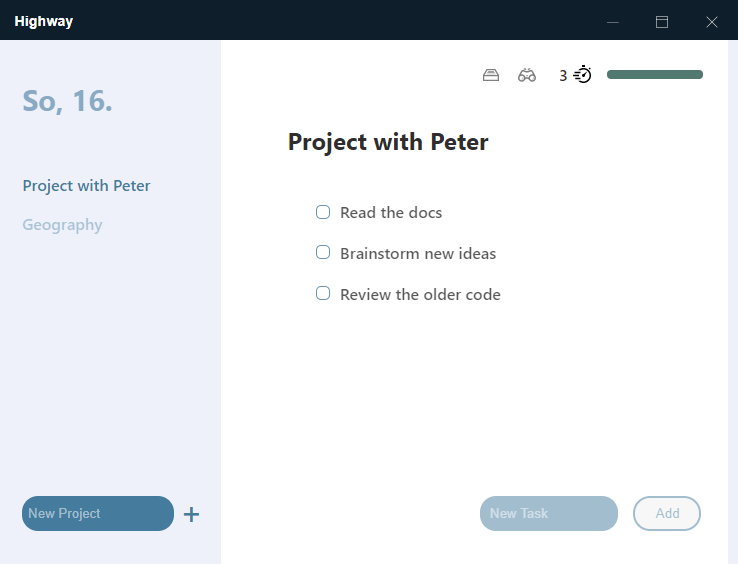 Highway
So, 16.
Project with Peter
Geography
New Project
3
Project with Peter
Read the docs
Brainstorm new ideas
Review the older code
New Task
Add